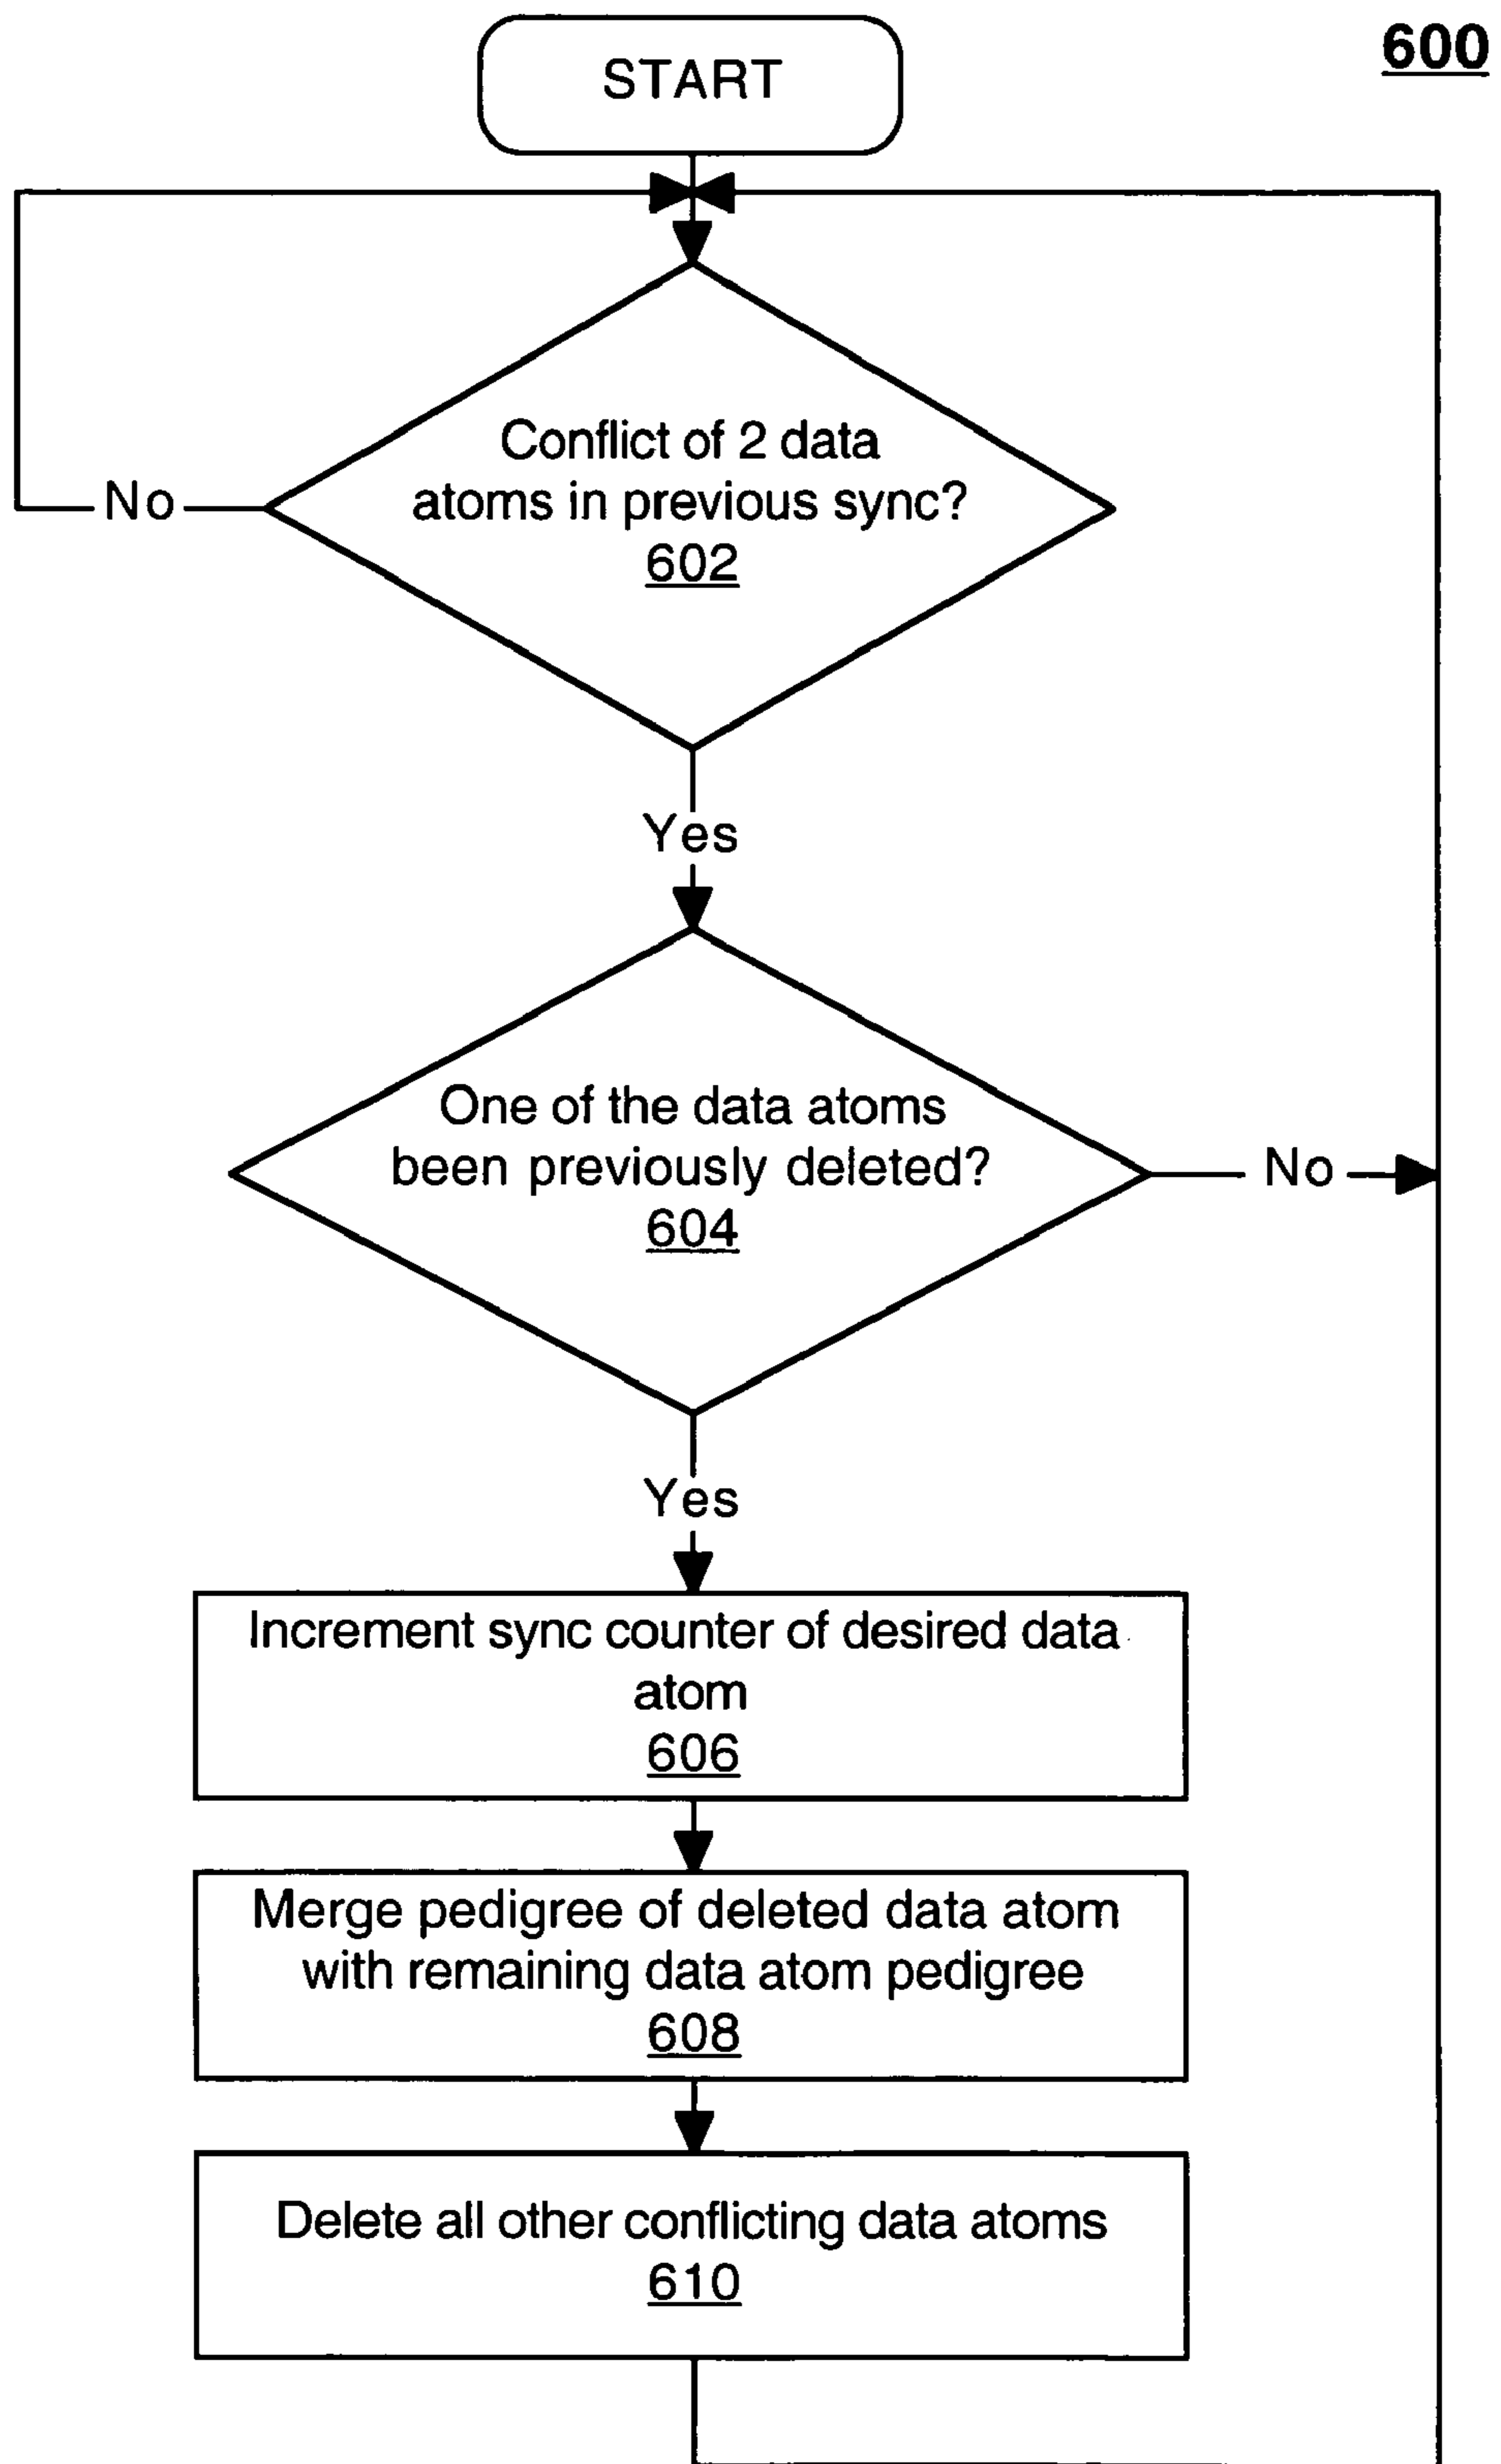 600
START
Conflict of 2 data
atoms in previous sync?
602
No
Yes
One of the data atoms
been previously deleted?
604
No
Yes
Increment sync counter of desired data
atom
606
Merge pedigree of deleted data atom
with remaining data atom pedigree
608
Delete all other conflicting data atoms
610